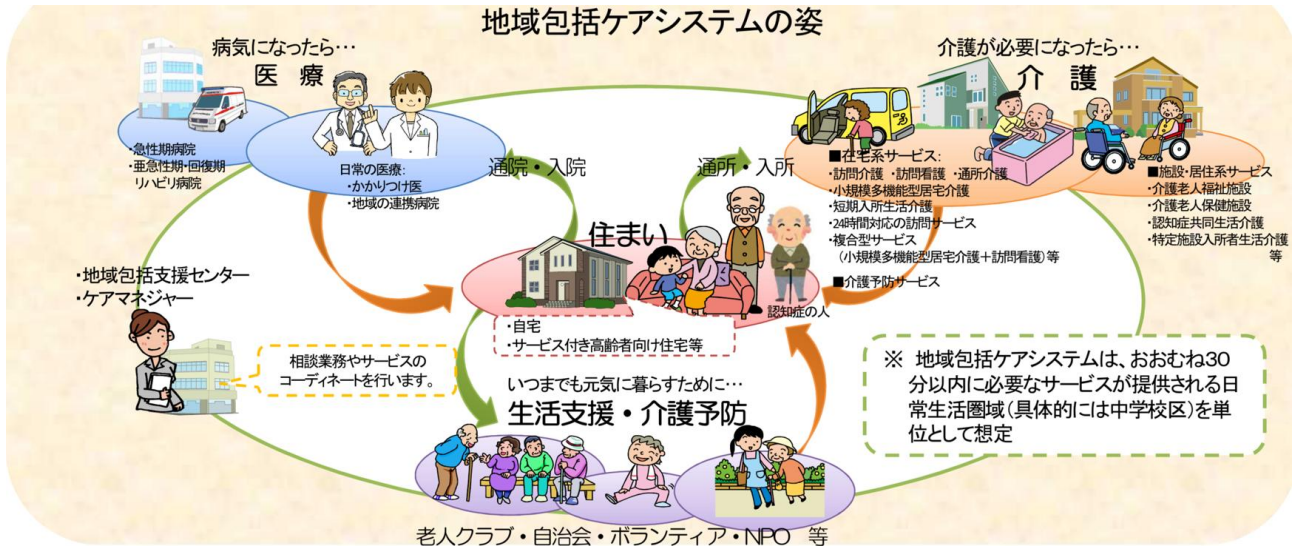 地域包括ケアシステムの姿
病気になったら…
医 療
・急性期病院
・亜急性期・回復期
リハビリ病院
日常の医療：
・かかりつけ医
・地域の連携病院
通院・入院
通所・入所
介護が必要になったら…
介 護
■在宅系サービス：
・訪問介護 ・訪問看護 ・通所介護
・小規模多機能型居宅介護
・短期入所生活介護
・24時間対応の訪問サービス
・複合型サービス
（小規模多機能型居宅介護＋訪問看護）等
■介護予防サービス
■施設・居住系サービス
・介護老人福祉施設
・介護老人保健施設
・認知症共同生活介護
・特定施設入所者生活介護
等
住まい
認知症の人
・自宅
・サービス付き高齢者向け住宅等
・地域包括支援センター
・ケアマネジャー
相談業務やサービスの
コーディネートを行います。
いつまでも元気に暮らすために…
生活支援・介護予防
老人クラブ・自治会・ボランティア・NPO 等
※ 地域包括ケアシステムは、おおむね30
分以内に必要なサービスが提供される日
常生活圏域（具体的には中学校区）を単
位として想定